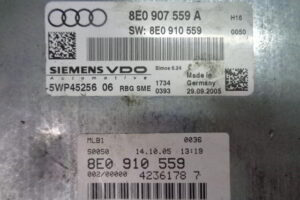 8E0 907 559 A
H16
SW: 8E0 910 559
0050
SIEMENS VDO
Automotive
Simos 6.24
5WP45256 06
R8G SME
1734
0393
Made in
Germany
29.09.2005
MLB1
0036
S0050
14.10.05
13:19
8E0 910 559
002/00000
4236178 7